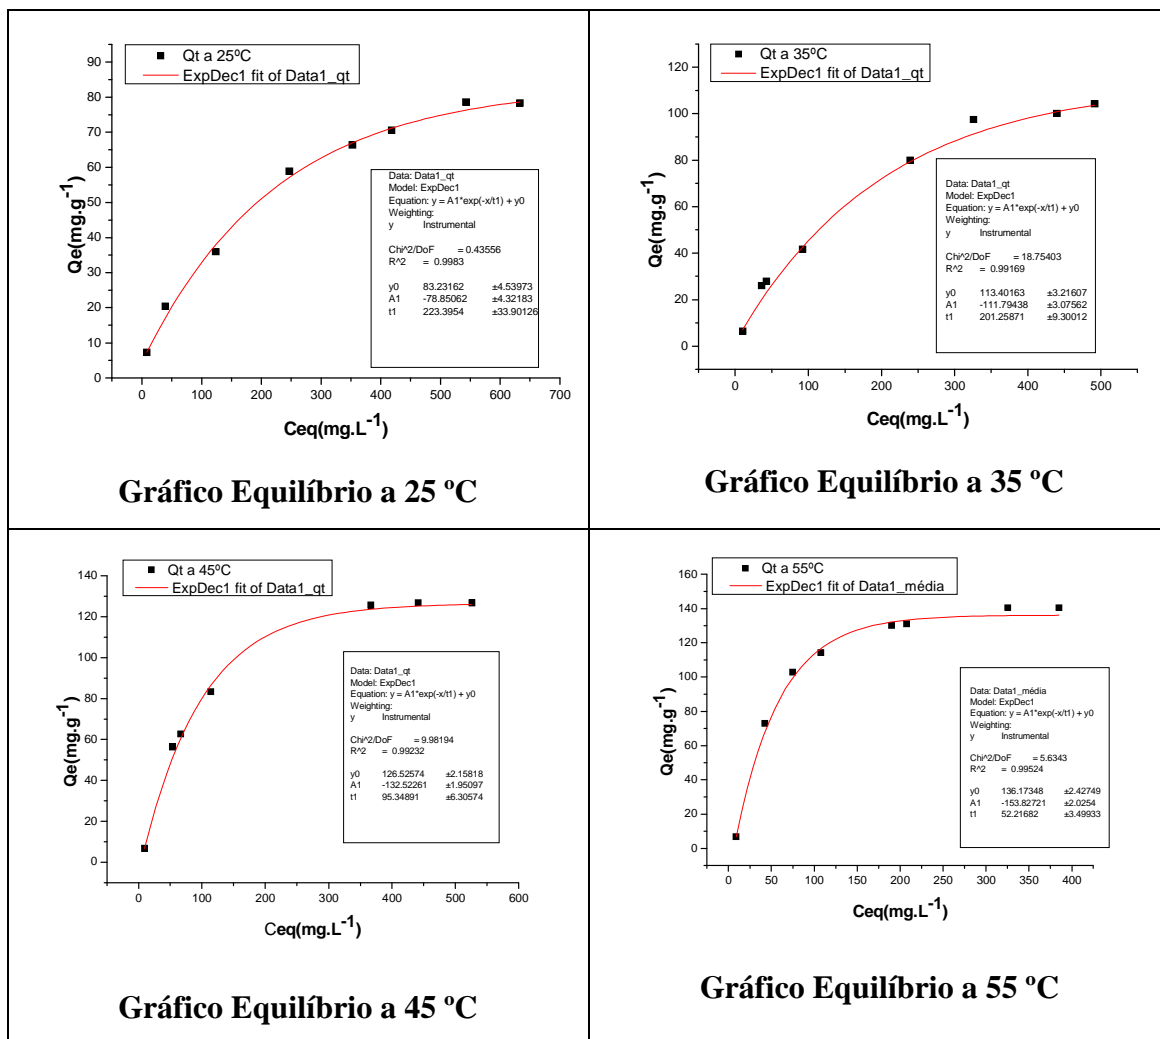 Qt a 25ºC
ExpDec1 fit of Data1_qt
90
80
70
60
50
40
30
20
10
0
Qe(mg.g-1)
Data: Data1_qt
Model: ExpDec1
Equation: y = A1*exp(-x/t1) + y0
Weighting:
y Instrumental
Chi^2/DoF = 0.43556
R^2 = 0.9983
y0 83.23162 ±4.53973
A1 -78.85062 ±4.32183
t1 223.3954 ±33.90126
0 100 200 300 400 500 600 700
Ceq(mg.L-1)
Gráfico Equilíbrio a 25 ºC
Qt a 35ºC
ExpDec1 fit of Data1_qt
120
100
80
60
40
20
0
Qe(mg.g-1)
Data: Data1_qt
Model: ExpDec1
Equation: y = A1*exp(-x/t1) + y0
Weighting:
y Instrumental
Chi^2/DoF = 18.75403
R^2 = 0.99169
y0 113.40163 ±3.21607
A1 -111.79438 ±3.07562
t1 201.25871 ±9.30012
0 100 200 300 400 500
Ceq(mg.L-1)
Gráfico Equilíbrio a 35 ºC
Qt a 45ºC
ExpDec1 fit of Data1_qt
140
120
100
80
60
40
20
0
Qe(mg.g-1)
Data: Data1_qt
Model: ExpDec1
Equation: y = A1*exp(-x/t1) + y0
Weighting:
y Instrumental
Chi^2/DoF = 9.98194
R^2 = 0.99232
y0 126.52574 ±2.15818
A1 -132.52261 ±1.95097
t1 95.34891 ±6.30574
0 100 200 300 400 500 600
Ceq(mg.L-1)
Gráfico Equilíbrio a 45 ºC
Qt a 55ºC
ExpDec1 fit of Data1_média
160
140
120
100
80
60
40
20
0
Qe(mg.g-1)
Data: Data1_média
Model: ExpDec1
Equation: y = A1*exp(-x/t1) + y0
Weighting:
y Instrumental
Chi^2/DoF = 5.6343
R^2 = 0.99524
y0 136.17348 ±2.42749
A1 -153.82721 ±2.0254
t1 52.21682 ±3.49933
0 50 100 150 200 250 300 350 400
Ceq(mg.L-1)
Gráfico Equilíbrio a 55 ºC